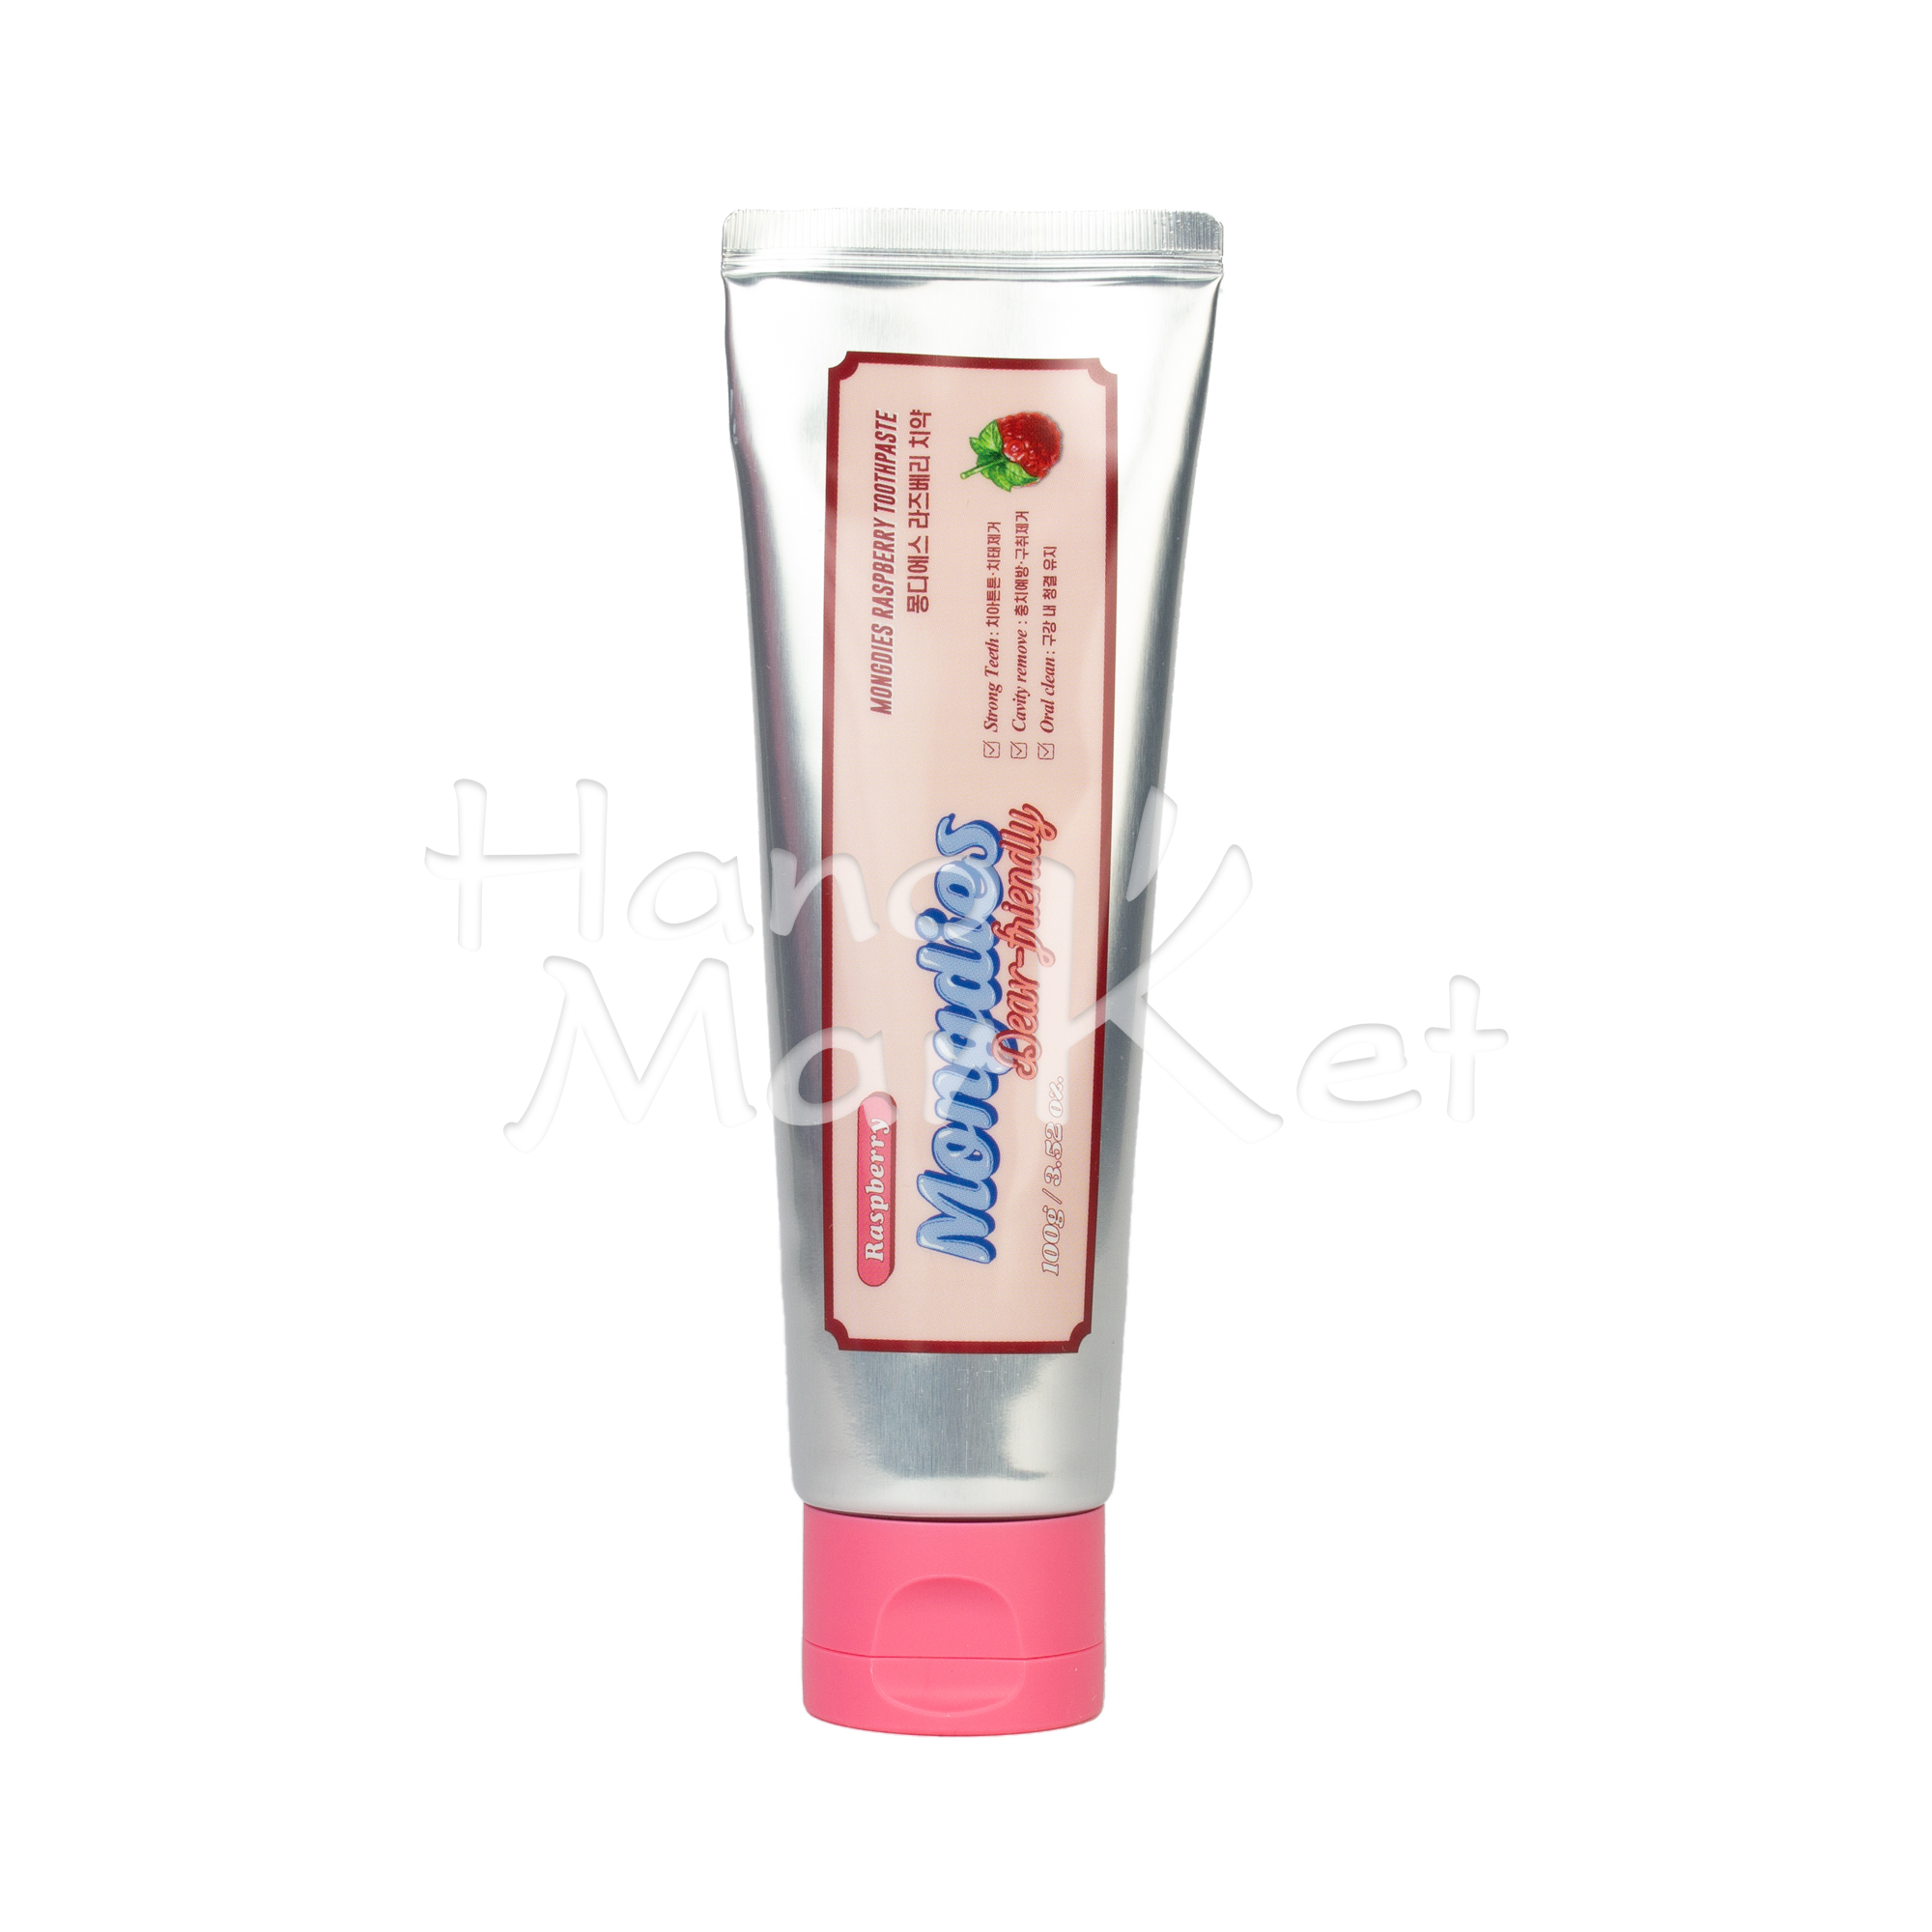 Raspberry
Mongdies
Dear-friendly
100g / 3.52 oz.
MONGDIES RASPBERRY TOOTHPASTE
몽디에스 라즈베리 치약
Strong Teeth : 치아튼튼·치태제거
Cavity remove : 충치예방·구취제거
Oral clean : 구강 내 청결 유지
Hana
MarKet